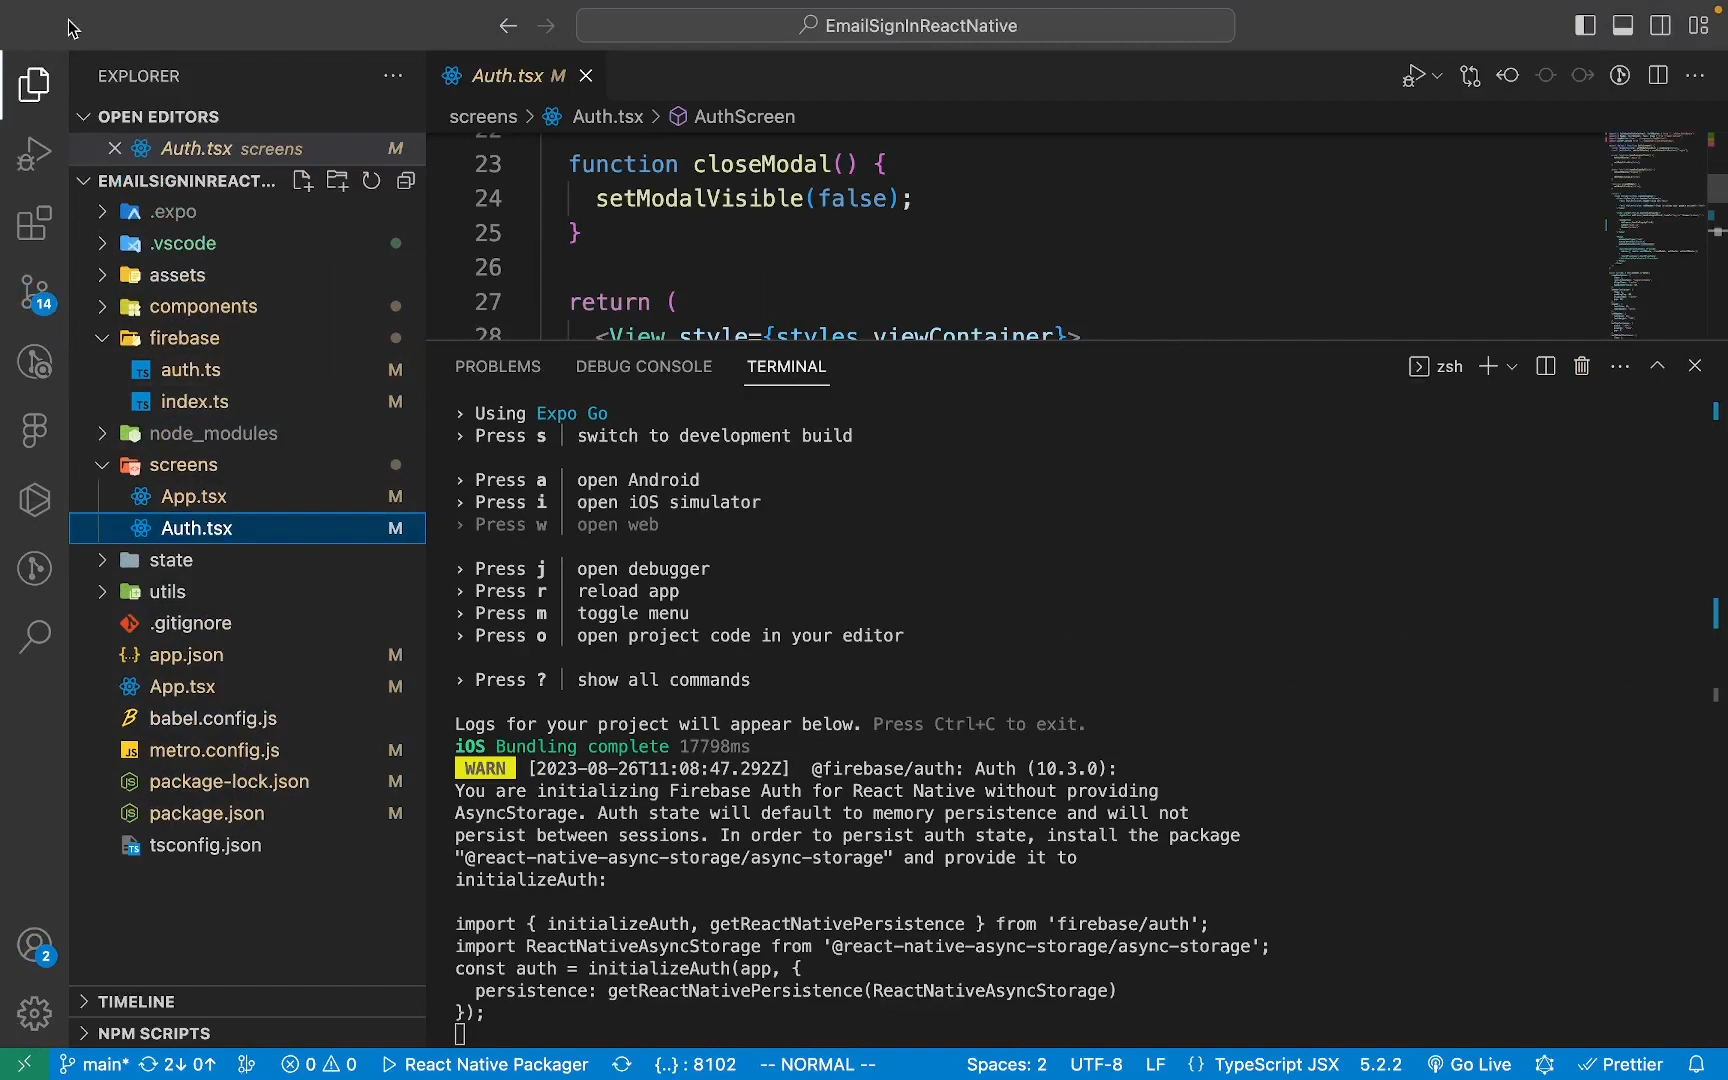 EmailSignInReactNative
EXPLORER
OPEN EDITORS
Auth.tsx screens M
EMAILSIGNINREACT...
.expo
.vscode
assets
components
firebase
auth.ts M
index.ts M
node_modules
screens
App.tsx M
Auth.tsx M
state
utils
.gitignore
app.json M
App.tsx M
babel.config.js
metro.config.js M
package-lock.json M
package.json M
tsconfig.json
TIMELINE
NPM SCRIPTS
14
2
Auth.tsx M
screens > Auth.tsx > AuthScreen
22
23 function closeModal() {
24 setModalVisible(false);
25 }
26
27 return (
28 <View style={styles.viewContainer}>
PROBLEMS DEBUG CONSOLE TERMINAL
zsh
› Using Expo Go
› Press s │ switch to development build
› Press a │ open Android
› Press i │ open iOS simulator
› Press w │ open web
› Press j │ open debugger
› Press r │ reload app
› Press m │ toggle menu
› Press o │ open project code in your editor
› Press ? │ show all commands
Logs for your project will appear below. Press Ctrl+C to exit.
iOS Bundling complete 17798ms
WARN [2023-08-26T11:08:47.292Z] @firebase/auth: Auth (10.3.0):
You are initializing Firebase Auth for React Native without providing
AsyncStorage. Auth state will default to memory persistence and will not
persist between sessions. In order to persist auth state, install the package
"@react-native-async-storage/async-storage" and provide it to
initializeAuth:
import { initializeAuth, getReactNativePersistence } from 'firebase/auth';
import ReactNativeAsyncStorage from '@react-native-async-storage/async-storage';
const auth = initializeAuth(app, {
persistence: getReactNativePersistence(ReactNativeAsyncStorage)
});
main* 2↓ 0↑ 0 0 React Native Packager {..} : 8102 -- NORMAL -- Spaces: 2 UTF-8 LF {} TypeScript JSX 5.2.2 Go Live Prettier